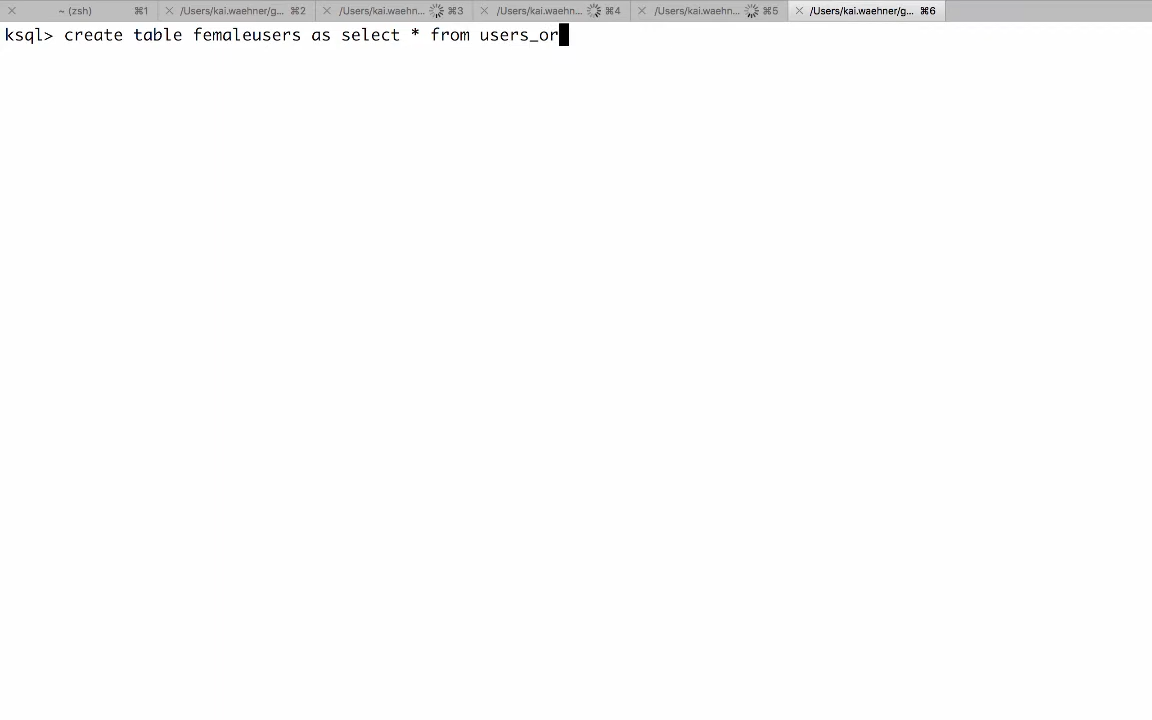 ~ (zsh) ⌘1 /Users/kai.waehner/g... ⌘2 /Users/kai.waehn... ⌘3 /Users/kai.waehn... ⌘4 /Users/kai.waehn... ⌘5 /Users/kai.waehner/g... ⌘6
ksql> create table femaleusers as select * from users_or